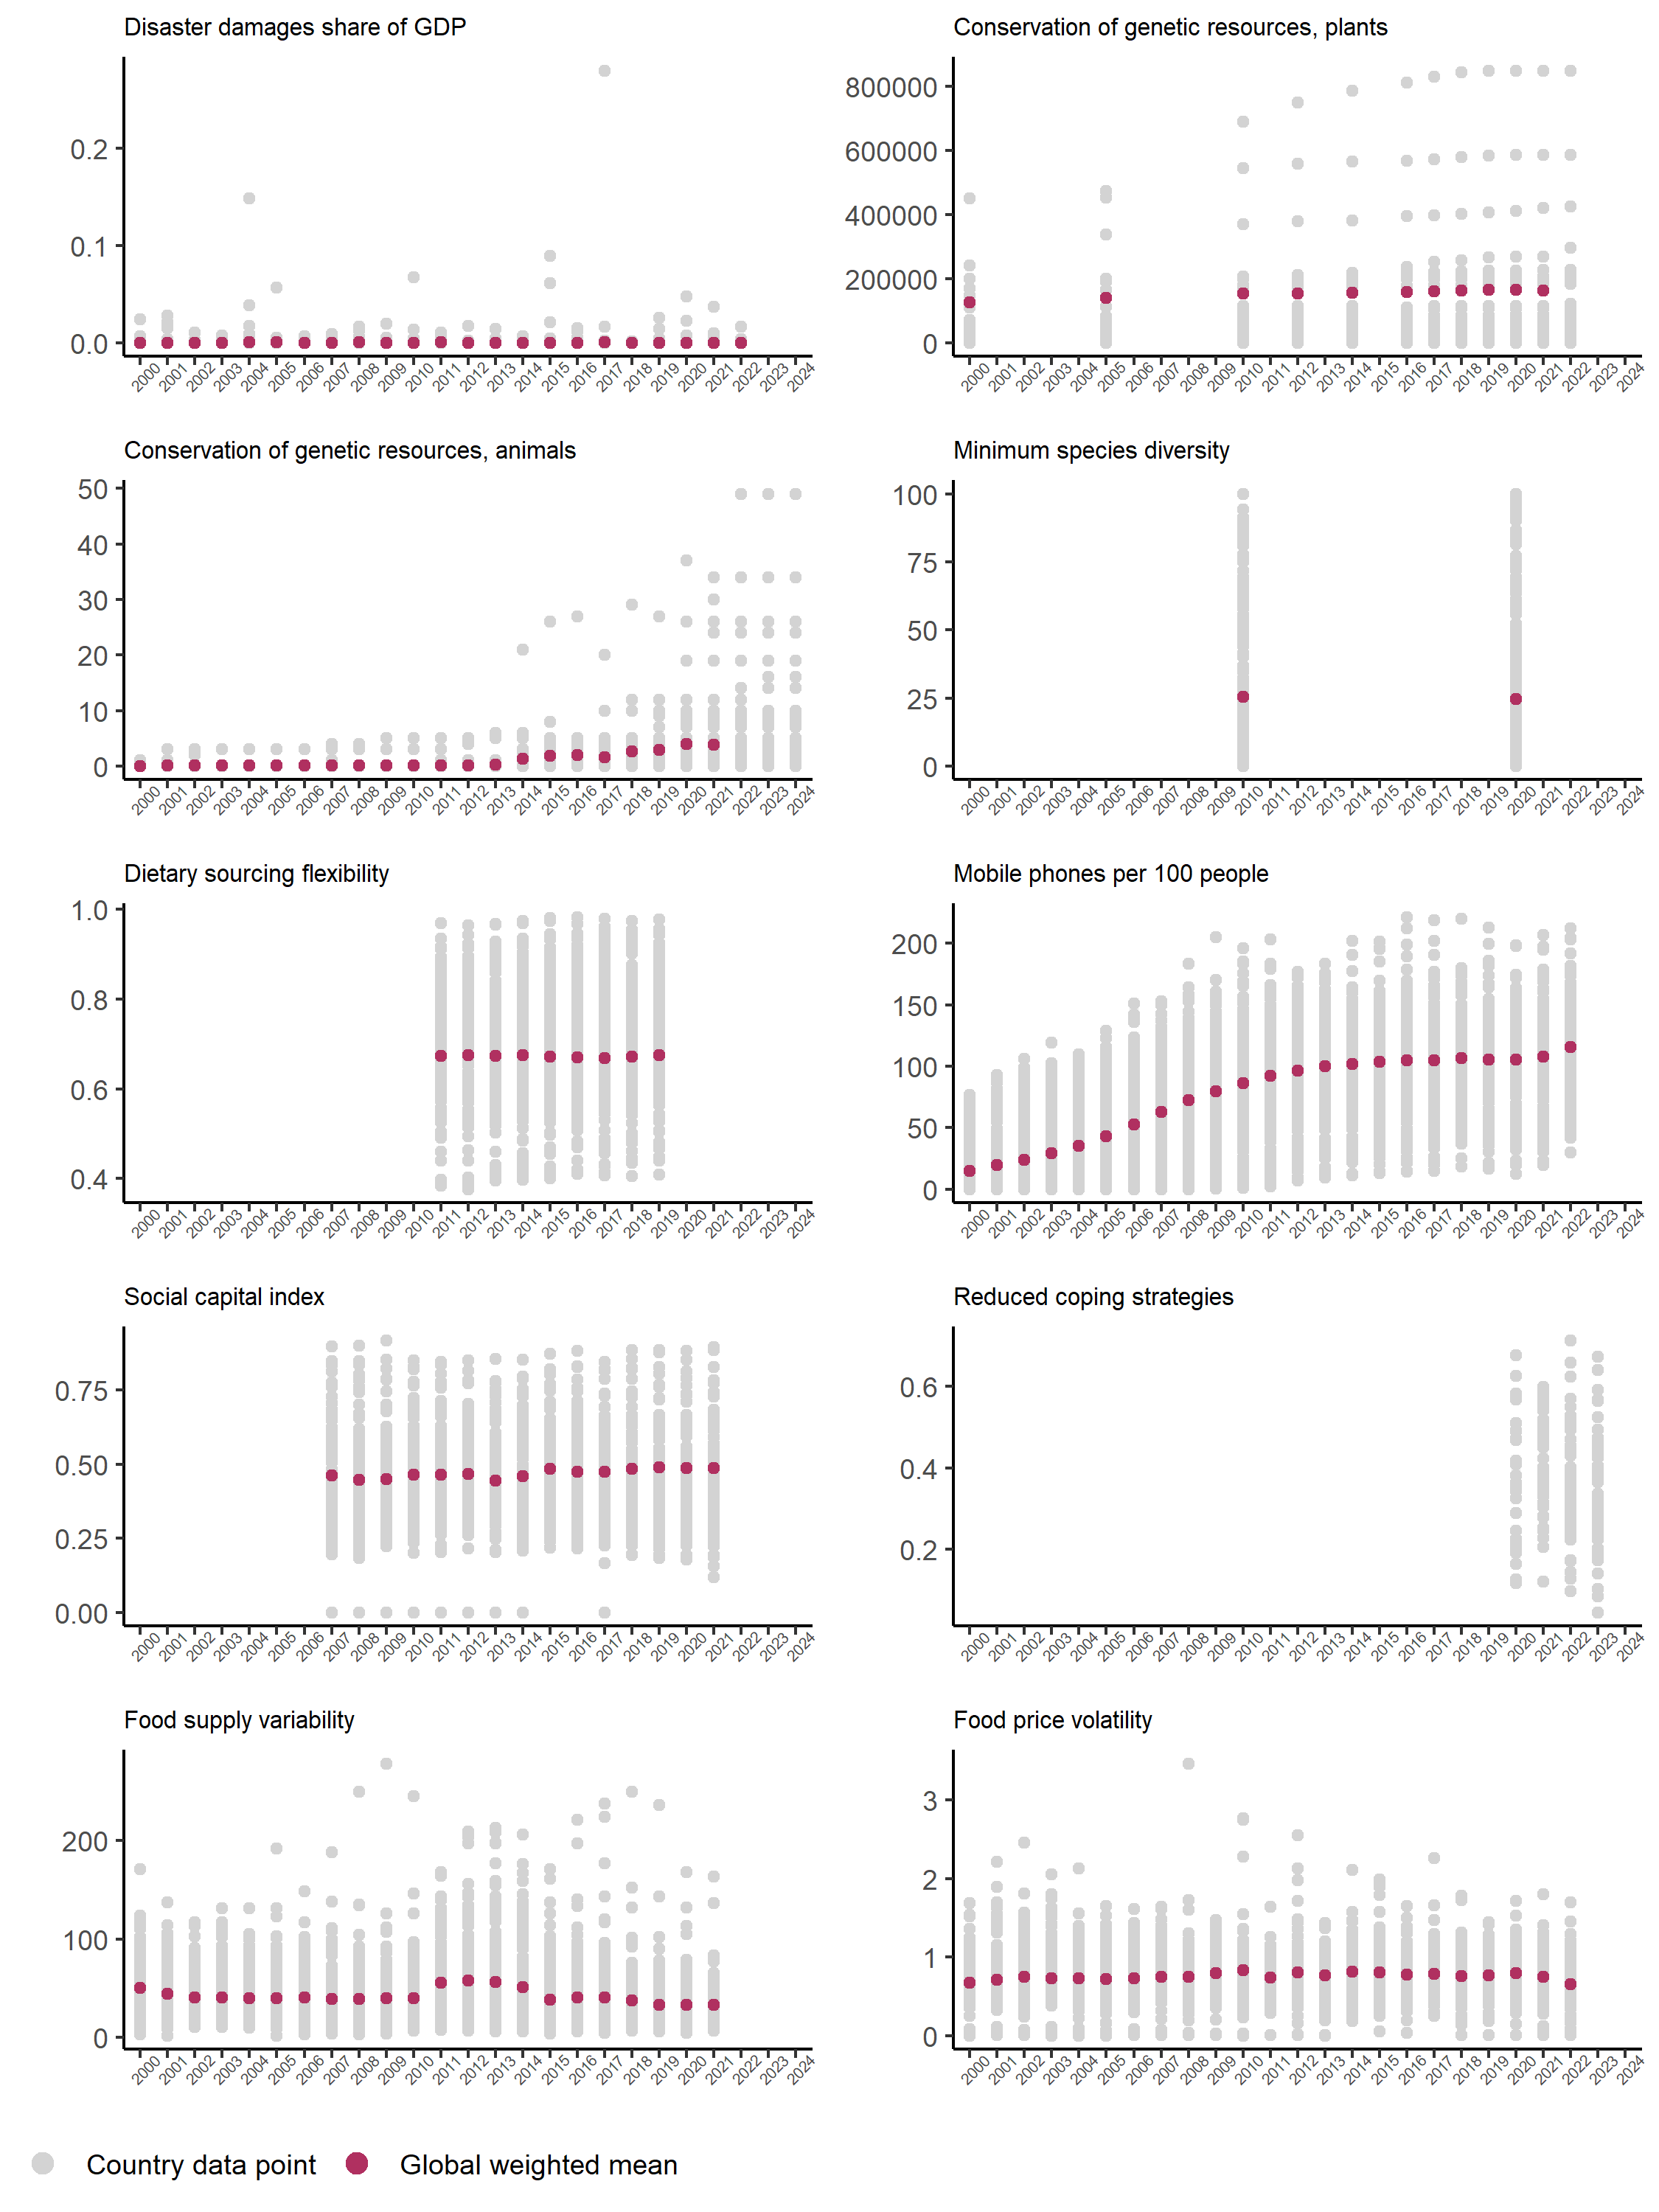 Disaster damages share of GDP
0.2
0.1
0.0
2000 2001 2002 2003 2004 2005 2006 2007 2008 2009 2010 2011 2012 2013 2014 2015 2016 2017 2018 2019 2020 2021 2022 2023 2024
Conservation of genetic resources, plants
800000
600000
400000
200000
0
2000 2001 2002 2003 2004 2005 2006 2007 2008 2009 2010 2011 2012 2013 2014 2015 2016 2017 2018 2019 2020 2021 2022 2023 2024
Conservation of genetic resources, animals
50
40
30
20
10
0
2000 2001 2002 2003 2004 2005 2006 2007 2008 2009 2010 2011 2012 2013 2014 2015 2016 2017 2018 2019 2020 2021 2022 2023 2024
Minimum species diversity
100
75
50
25
0
2000 2001 2002 2003 2004 2005 2006 2007 2008 2009 2010 2011 2012 2013 2014 2015 2016 2017 2018 2019 2020 2021 2022 2023 2024
Dietary sourcing flexibility
1.0
0.8
0.6
0.4
2000 2001 2002 2003 2004 2005 2006 2007 2008 2009 2010 2011 2012 2013 2014 2015 2016 2017 2018 2019 2020 2021 2022 2023 2024
Mobile phones per 100 people
200
150
100
50
0
2000 2001 2002 2003 2004 2005 2006 2007 2008 2009 2010 2011 2012 2013 2014 2015 2016 2017 2018 2019 2020 2021 2022 2023 2024
Social capital index
0.75
0.50
0.25
0.00
2000 2001 2002 2003 2004 2005 2006 2007 2008 2009 2010 2011 2012 2013 2014 2015 2016 2017 2018 2019 2020 2021 2022 2023 2024
Reduced coping strategies
0.6
0.4
0.2
2000 2001 2002 2003 2004 2005 2006 2007 2008 2009 2010 2011 2012 2013 2014 2015 2016 2017 2018 2019 2020 2021 2022 2023 2024
Food supply variability
200
100
0
2000 2001 2002 2003 2004 2005 2006 2007 2008 2009 2010 2011 2012 2013 2014 2015 2016 2017 2018 2019 2020 2021 2022 2023 2024
Food price volatility
3
2
1
0
2000 2001 2002 2003 2004 2005 2006 2007 2008 2009 2010 2011 2012 2013 2014 2015 2016 2017 2018 2019 2020 2021 2022 2023 2024
Country data point Global weighted mean